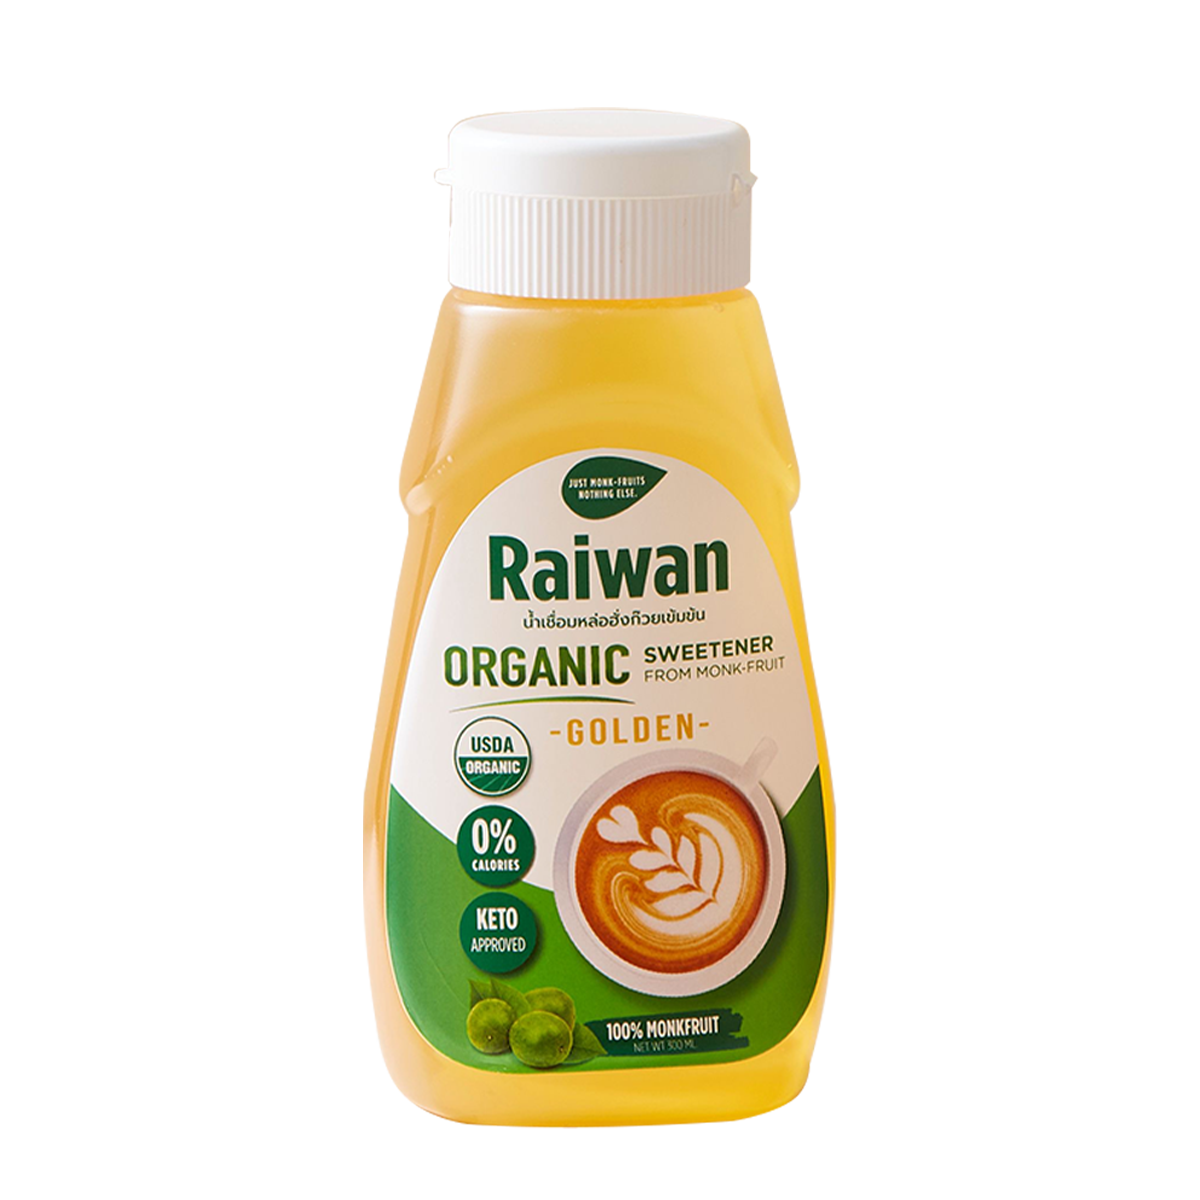 JUST MONK-FRUITS
NOTHING ELSE.
Raiwan
น้ำเชื่อมหล่อฮั่งก๊วยเข้มข้น
ORGANIC SWEETENER
FROM MONK-FRUIT
-GOLDEN-
USDA
ORGANIC
0%
CALORIES
KETO
APPROVED
100% MONKFRUIT
NET WT 300 ML.